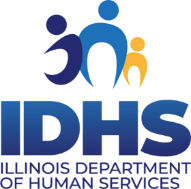 IDHS
ILLINOIS DEPARTMENT
OF HUMAN SERVICES